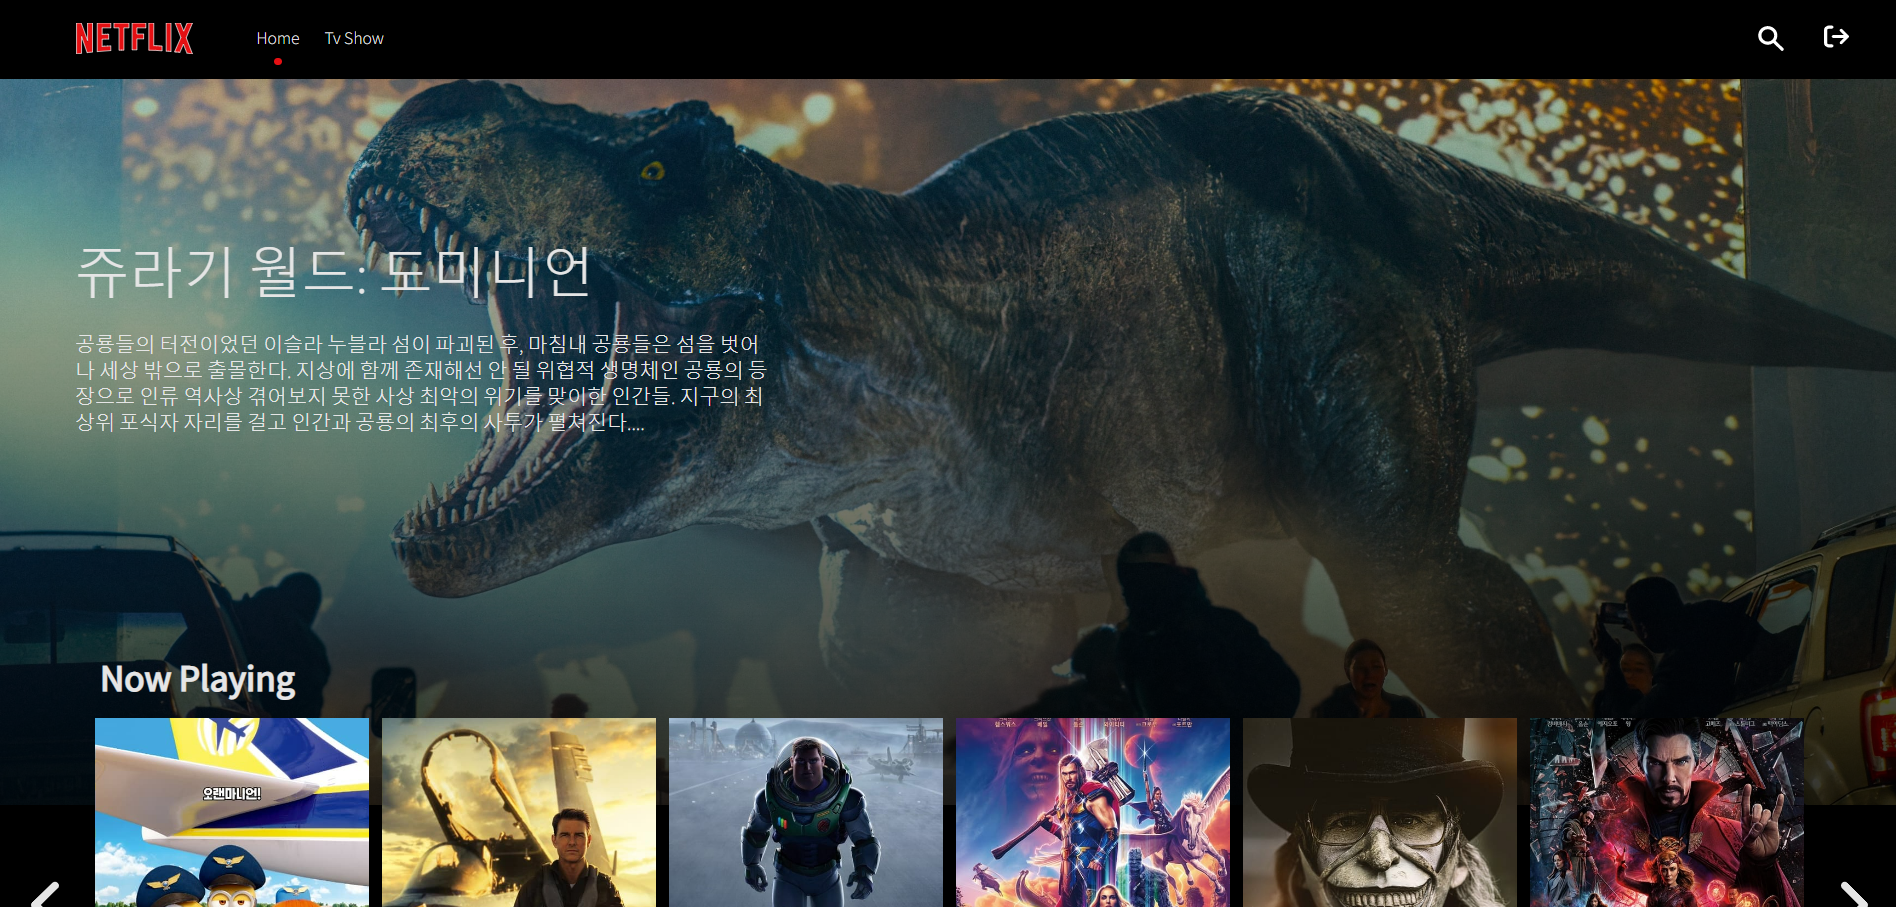 NETFLIX
Home
Tv Show
쥬라기 월드: 도미니언
공룡들의 터전이었던 이슬라 누블라 섬이 파괴된 후, 마침내 공룡들은 섬을 벗어
나 세상 밖으로 출몰한다. 지상에 함께 존재해선 안 될 위협적 생명체인 공룡의 등
장으로 인류 역사상 겪어보지 못한 사상 최악의 위기를 맞이한 인간들. 지구의 최
상위 포식자 자리를 걸고 인간과 공룡의 최후의 사투가 펼쳐진다....
Now Playing
오랜마니언!